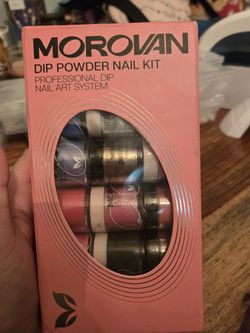 MOROVAN
DIP POWDER NAIL KIT
PROFESSIONAL DIP
NAIL ART SYSTEM